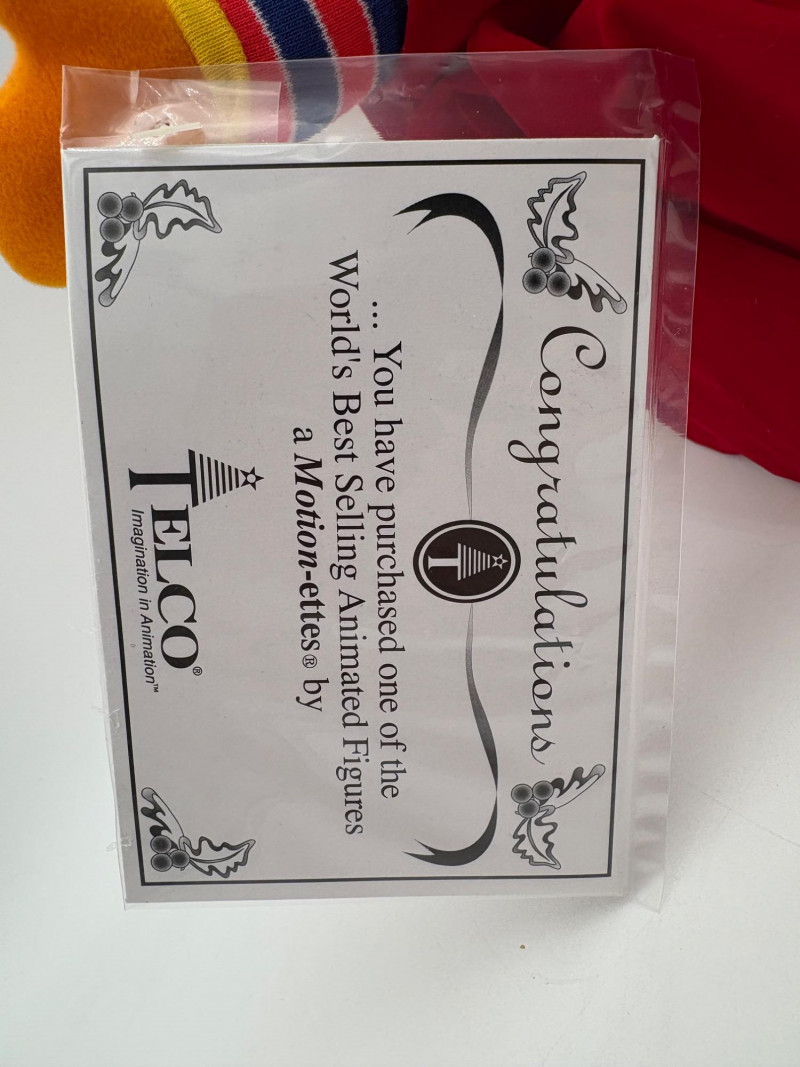 Congratulations
... You have purchased one of the
World's Best Selling Animated Figures
a Motion-ettes® by
TELCO®
Imagination in Animation™